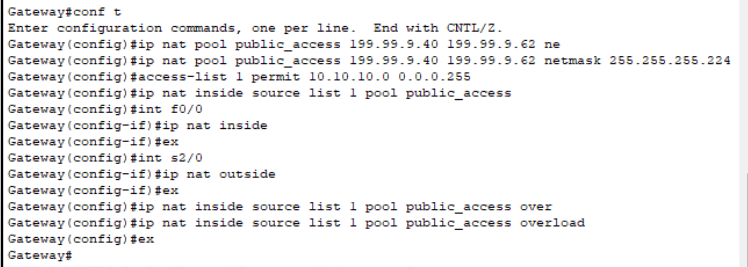 Gateway#conf t
Enter configuration commands, one per line.  End with CNTL/Z.
Gateway(config)#ip nat pool public_access 199.99.9.40 199.99.9.62 ne
Gateway(config)#ip nat pool public_access 199.99.9.40 199.99.9.62 netmask 255.255.255.224
Gateway(config)#access-list 1 permit 10.10.10.0 0.0.0.255
Gateway(config)#ip nat inside source list 1 pool public_access
Gateway(config)#int f0/0
Gateway(config-if)#ip nat inside
Gateway(config-if)#ex
Gateway(config)#int s2/0
Gateway(config-if)#ip nat outside
Gateway(config-if)#ex
Gateway(config)#ip nat inside source list 1 pool public_access over
Gateway(config)#ip nat inside source list 1 pool public_access overload
Gateway(config)#ex
Gateway#